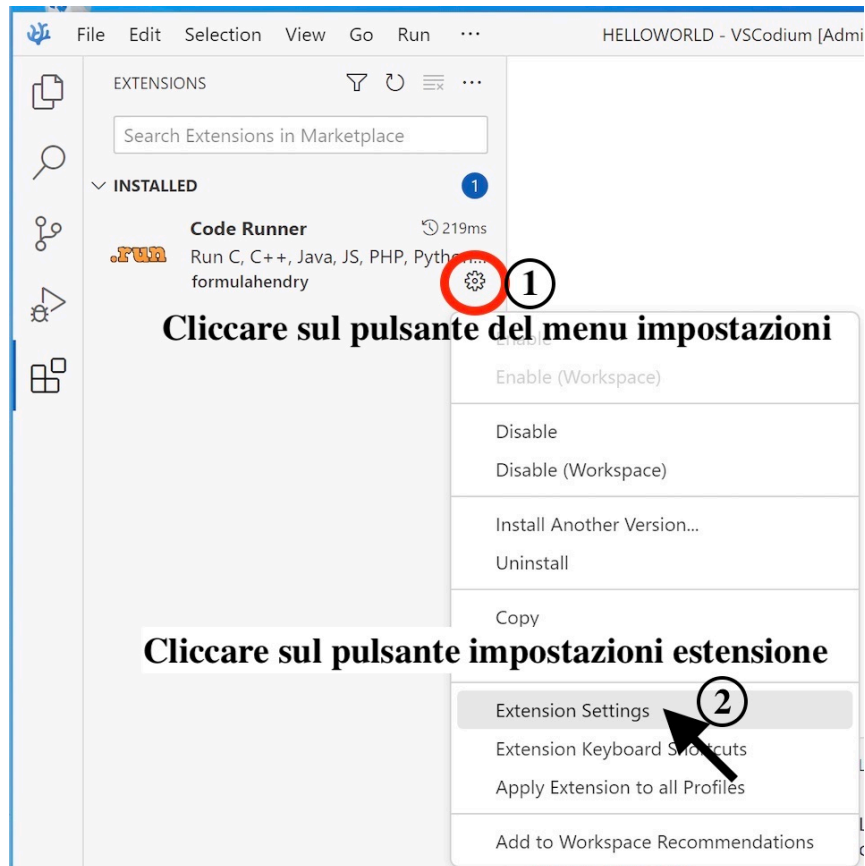 File Edit Selection View Go Run ··· HELLOWORLD - VSCodium [Admi
EXTENSIONS
Search Extensions in Marketplace
INSTALLED 1
Code Runner 219ms
.run
Run C, C++, Java, JS, PHP, Python...
formulahendry
1
Cliccare sul pulsante del menu impostazioni
Enable
Enable (Workspace)
Disable
Disable (Workspace)
Install Another Version...
Uninstall
Copy
Cliccare sul pulsante impostazioni estensione
2
Extension Settings
Extension Keyboard Shortcuts
Apply Extension to all Profiles
Add to Workspace Recommendations